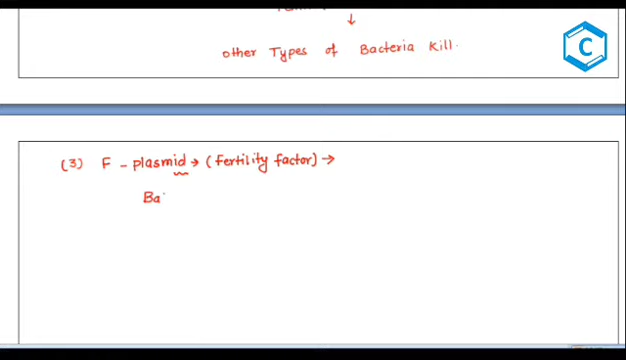 ↓
other Types of Bacteria Kill.
C
(3) F - plasmid → (fertility factor) →
Ba